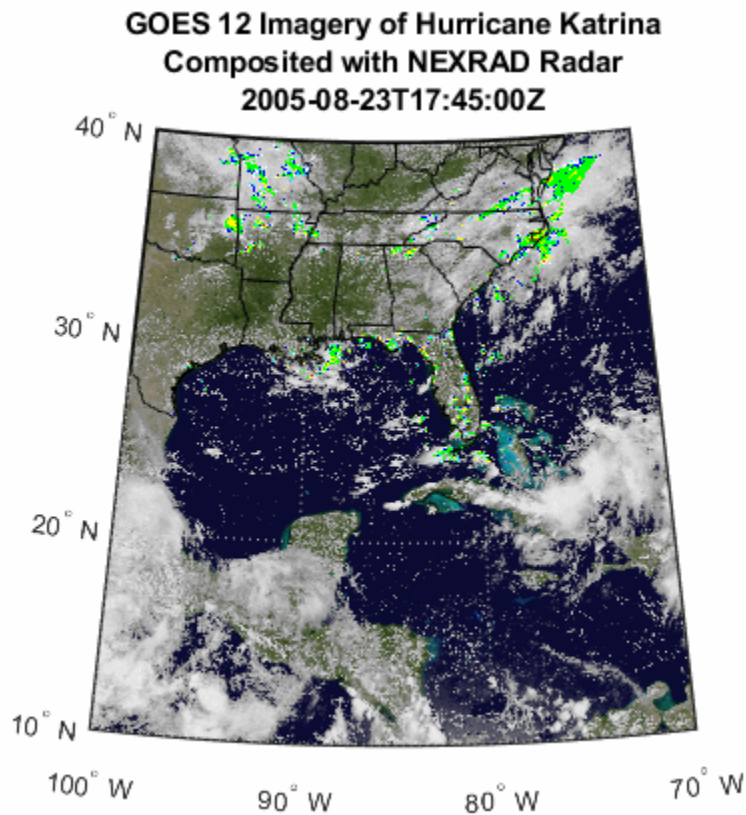 GOES 12 Imagery of Hurricane Katrina
Composited with NEXRAD Radar
2005-08-23T17:45:00Z
40° N
30° N
20° N
10° N
100° W
90° W
80° W
70° W